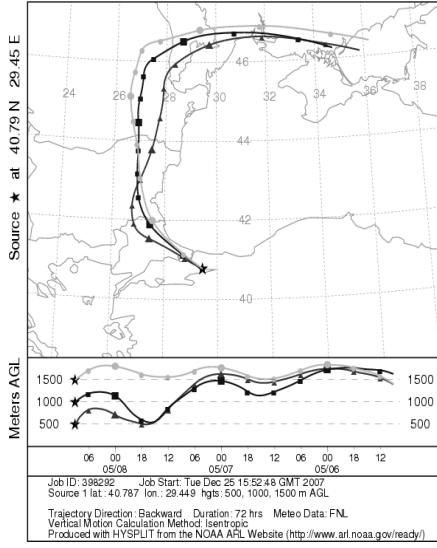 Source ★ at 40.79 N 29.45 E
46
24
26
28
30
32
34
36
44
42
40
Meters AGL
1500
1000
500
1500
1000
500
06 00 18 12 06 00 18 12 06 00 18 12
05/08 05/07 05/06
Job ID: 398292 Job Start: Tue Dec 25 15:52:48 GMT 2007
Source 1 lat.: 40.787 lon.: 29.449 hgts: 500, 1000, 1500 m AGL
Trajectory Direction: Backward Duration: 72 hrs Meteo Data: FNL
Vertical Motion Calculation Method: Isentropic
Produced with HYSPLIT from the NOAA ARL Website (http://www.arl.noaa.gov/ready/)